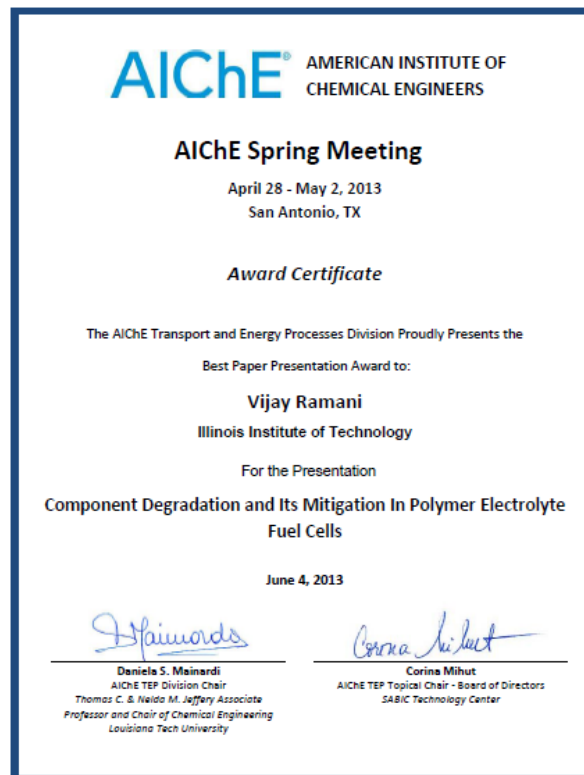 AIChE® AMERICAN INSTITUTE OF
CHEMICAL ENGINEERS
AIChE Spring Meeting
April 28 - May 2, 2013
San Antonio, TX
Award Certificate
The AIChE Transport and Energy Processes Division Proudly Presents the
Best Paper Presentation Award to:
Vijay Ramani
Illinois Institute of Technology
For the Presentation
Component Degradation and Its Mitigation In Polymer Electrolyte
Fuel Cells
June 4, 2013
DMainardi
Corina Mihut
Daniela S. Mainardi
AIChE TEP Division Chair
Thomas C. & Nelda M. Jeffery Associate
Professor and Chair of Chemical Engineering
Louisiana Tech University
Corina Mihut
AIChE TEP Topical Chair - Board of Directors
SABIC Technology Center